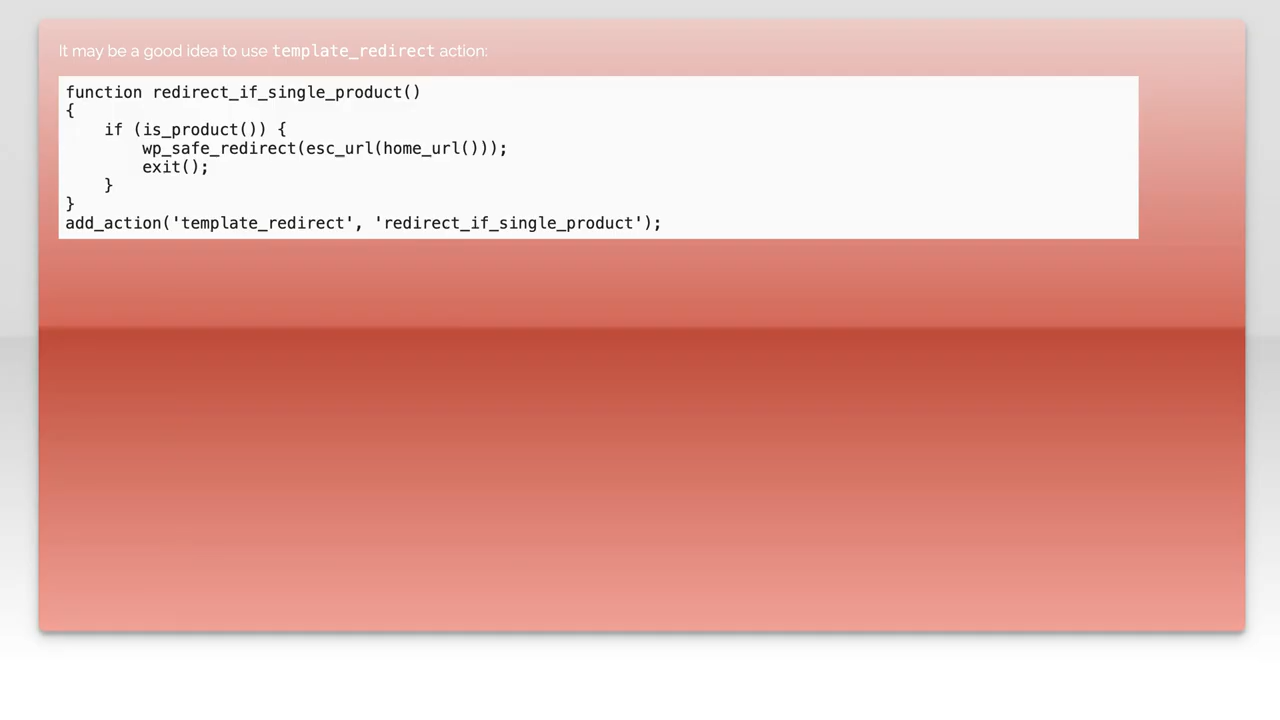 It may be a good idea to use template_redirect action:
function redirect_if_single_product()
{
    if (is_product()) {
        wp_safe_redirect(esc_url(home_url()));
        exit();
    }
}
add_action('template_redirect', 'redirect_if_single_product');